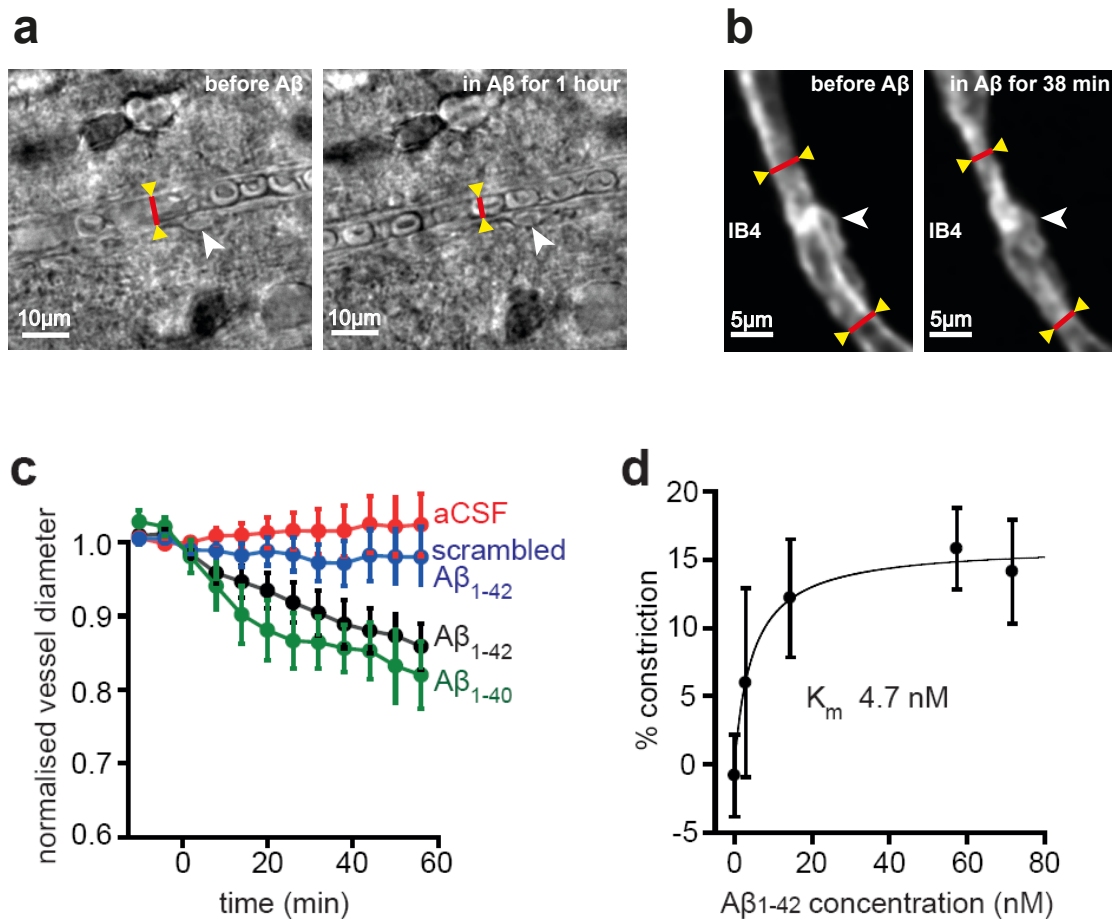 a
before Aβ
in Aβ for 1 hour
10µm
10µm
b
before Aβ
in Aβ for 38 min
IB4
IB4
5µm
5µm
c
normalised vessel diameter
1.0
0.9
0.8
0.7
0.6
0
20
40
60
time (min)
aCSF
scrambled
Aβ1-42
Aβ1-42
Aβ1-40
d
% constriction
20
15
10
5
0
-5
0
20
40
60
80
Km 4.7 nM
Aβ1-42 concentration (nM)